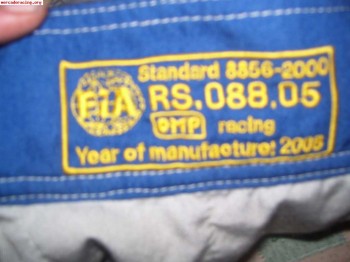 mercadoracing.org
Standard 8856-2000
FIA RS.088.05
OMP racing
Year of manufacture: 2005